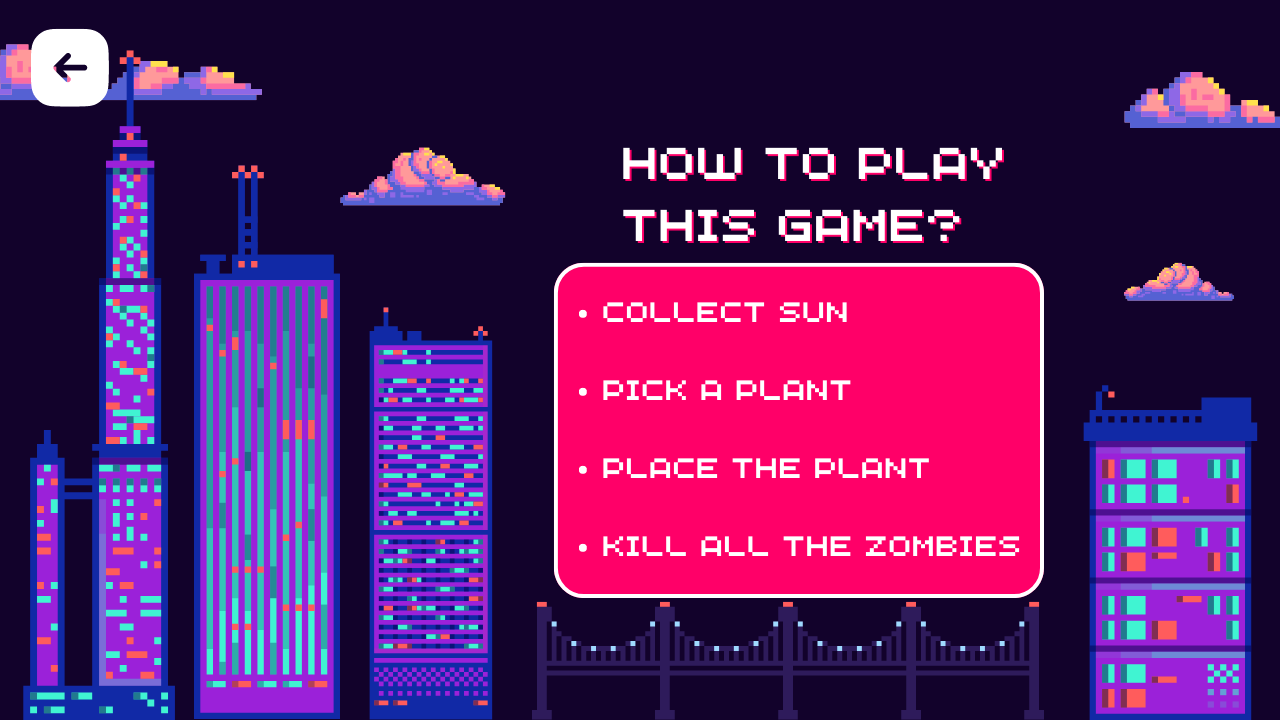 HOW TO PLAY
THIS GAME?
• COLLECT SUN
• PICK A PLANT
• PLACE THE PLANT
• KILL ALL THE ZOMBIES